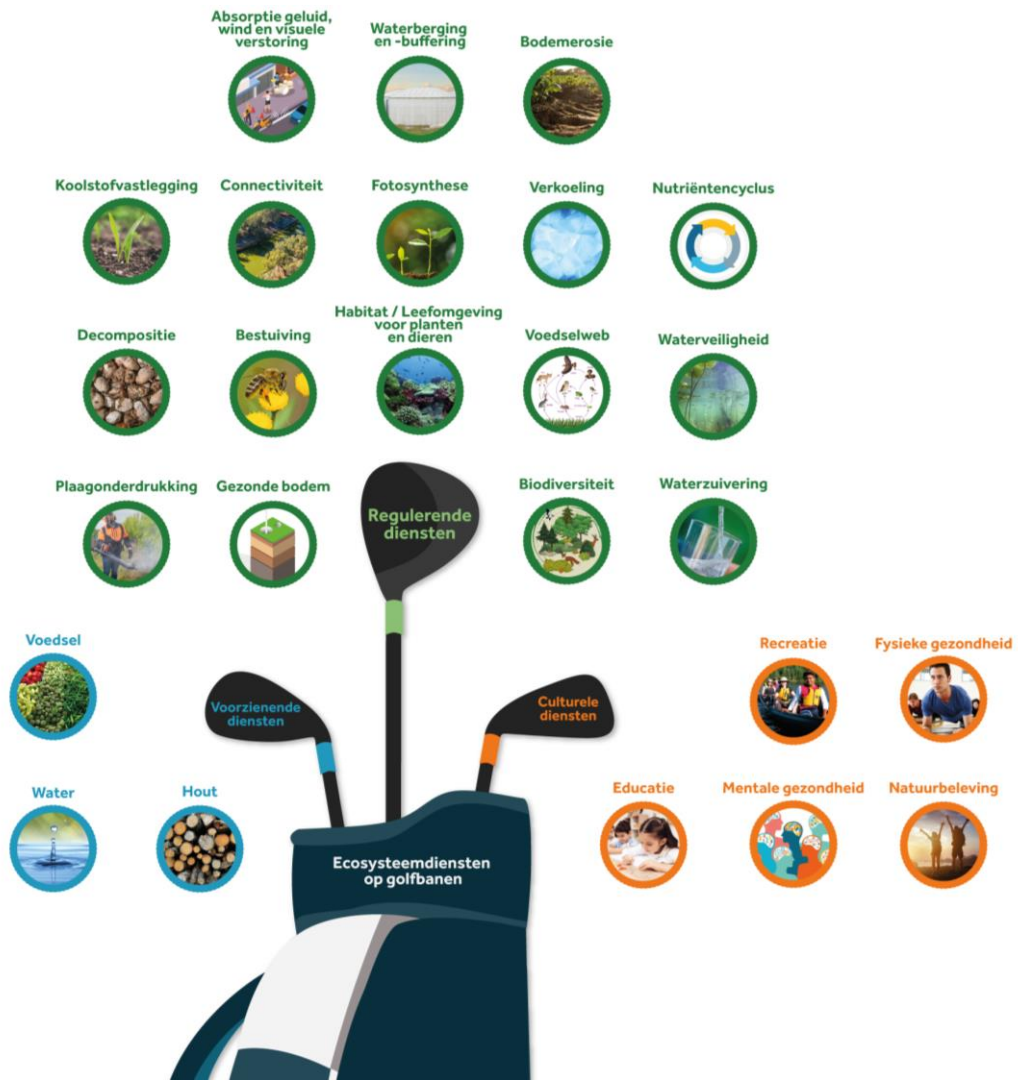 Absorptie geluid,
wind en visuele
verstoring
Waterberging
en -buffering
Bodemerosie
Koolstofvastlegging
Connectiviteit
Fotosynthese
Verkoeling
Nutriëntencyclus
Decompositie
Bestuiving
Habitat / Leefomgeving
voor planten
en dieren
Voedselweb
Waterveiligheid
Plaagonderdrukking
Gezonde bodem
Regulerende
diensten
Biodiversiteit
Waterzuivering
Voedsel
Voorzienende
diensten
Culturele
diensten
Recreatie
Fysieke gezondheid
Water
Hout
Educatie
Mentale gezondheid
Natuurbeleving
Ecosysteemdiensten
op golfbanen